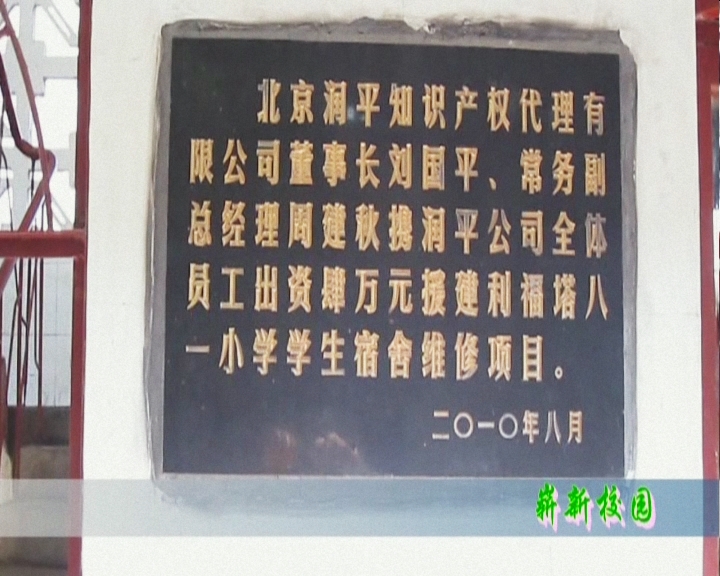 北京润平知识产权代理有
限公司董事长刘国平、常务副
总经理周建秋携润平公司全体
员工出资肆万元援建利福塔八
一小学学生宿舍维修项目。
二〇一〇年八月
崭新校园